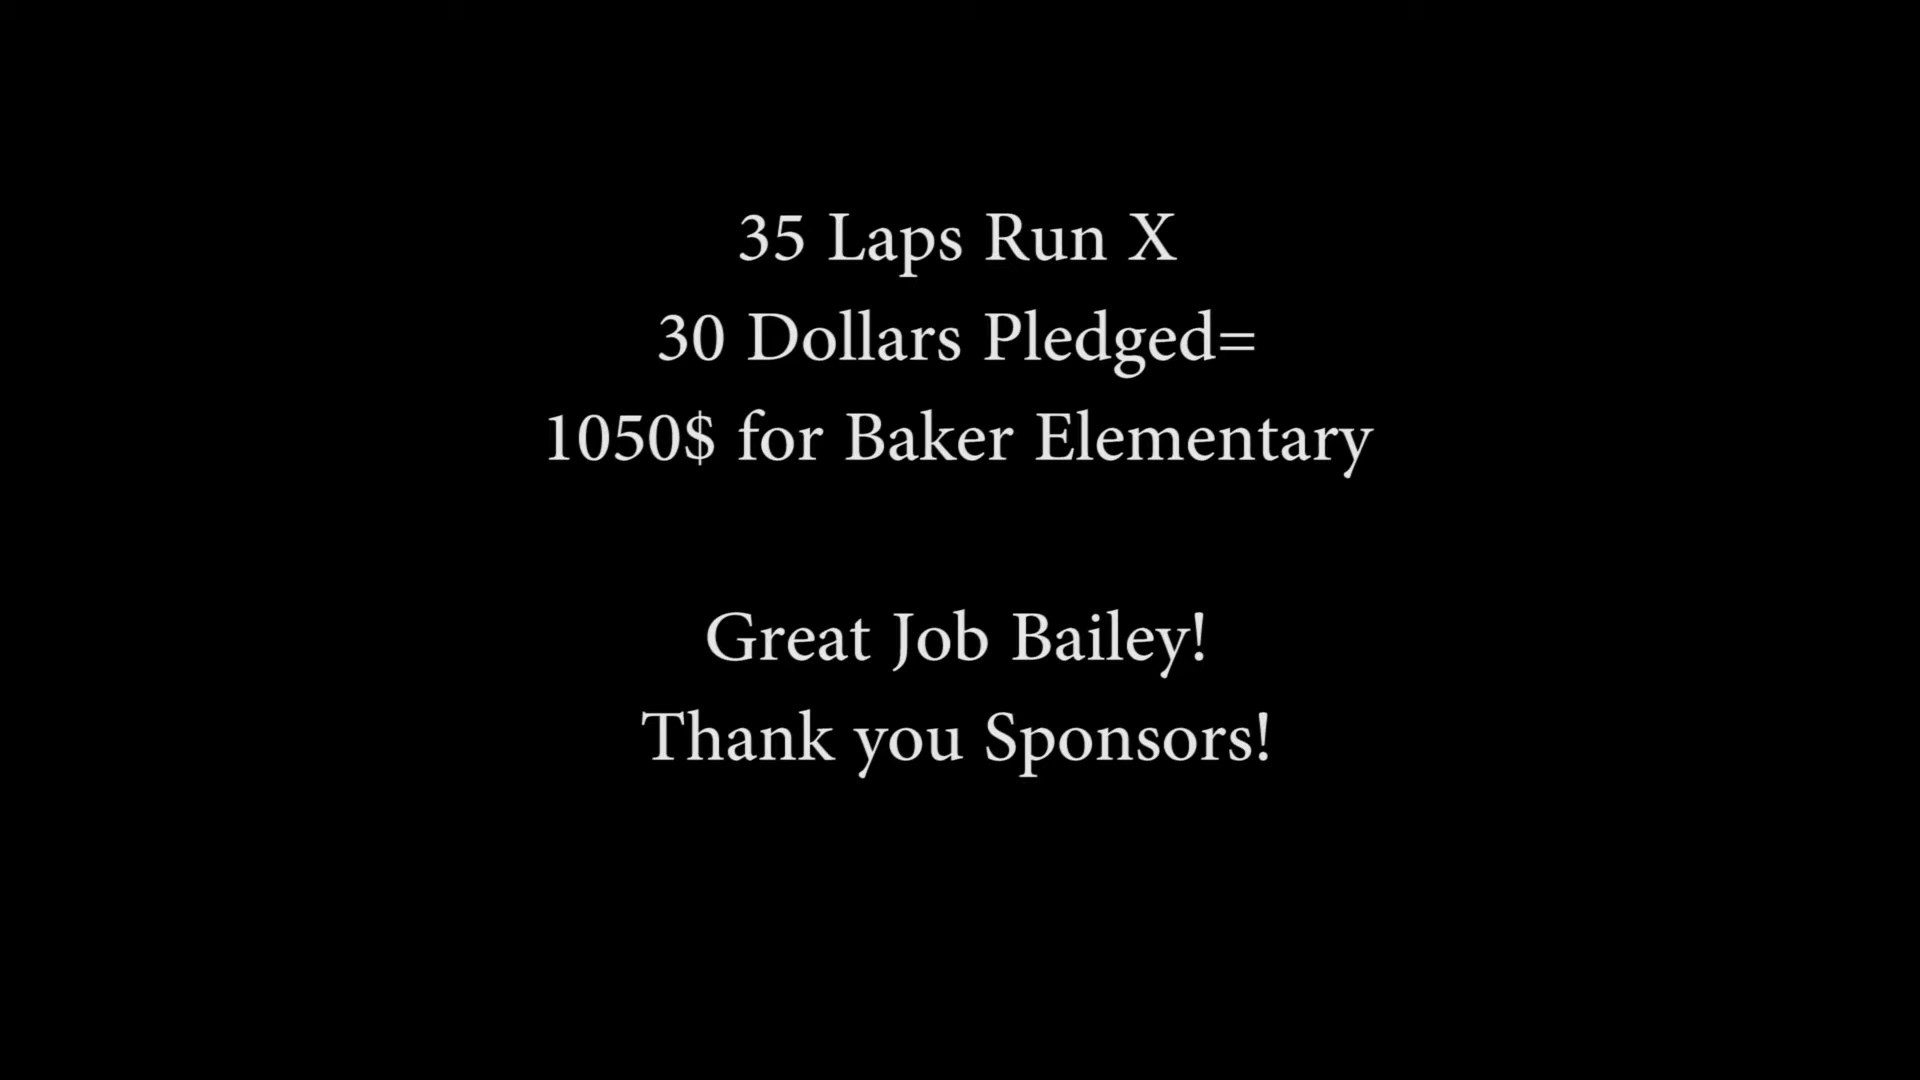 35 Laps Run X
30 Dollars Pledged=
1050$ for Baker Elementary
Great Job Bailey!
Thank you Sponsors!